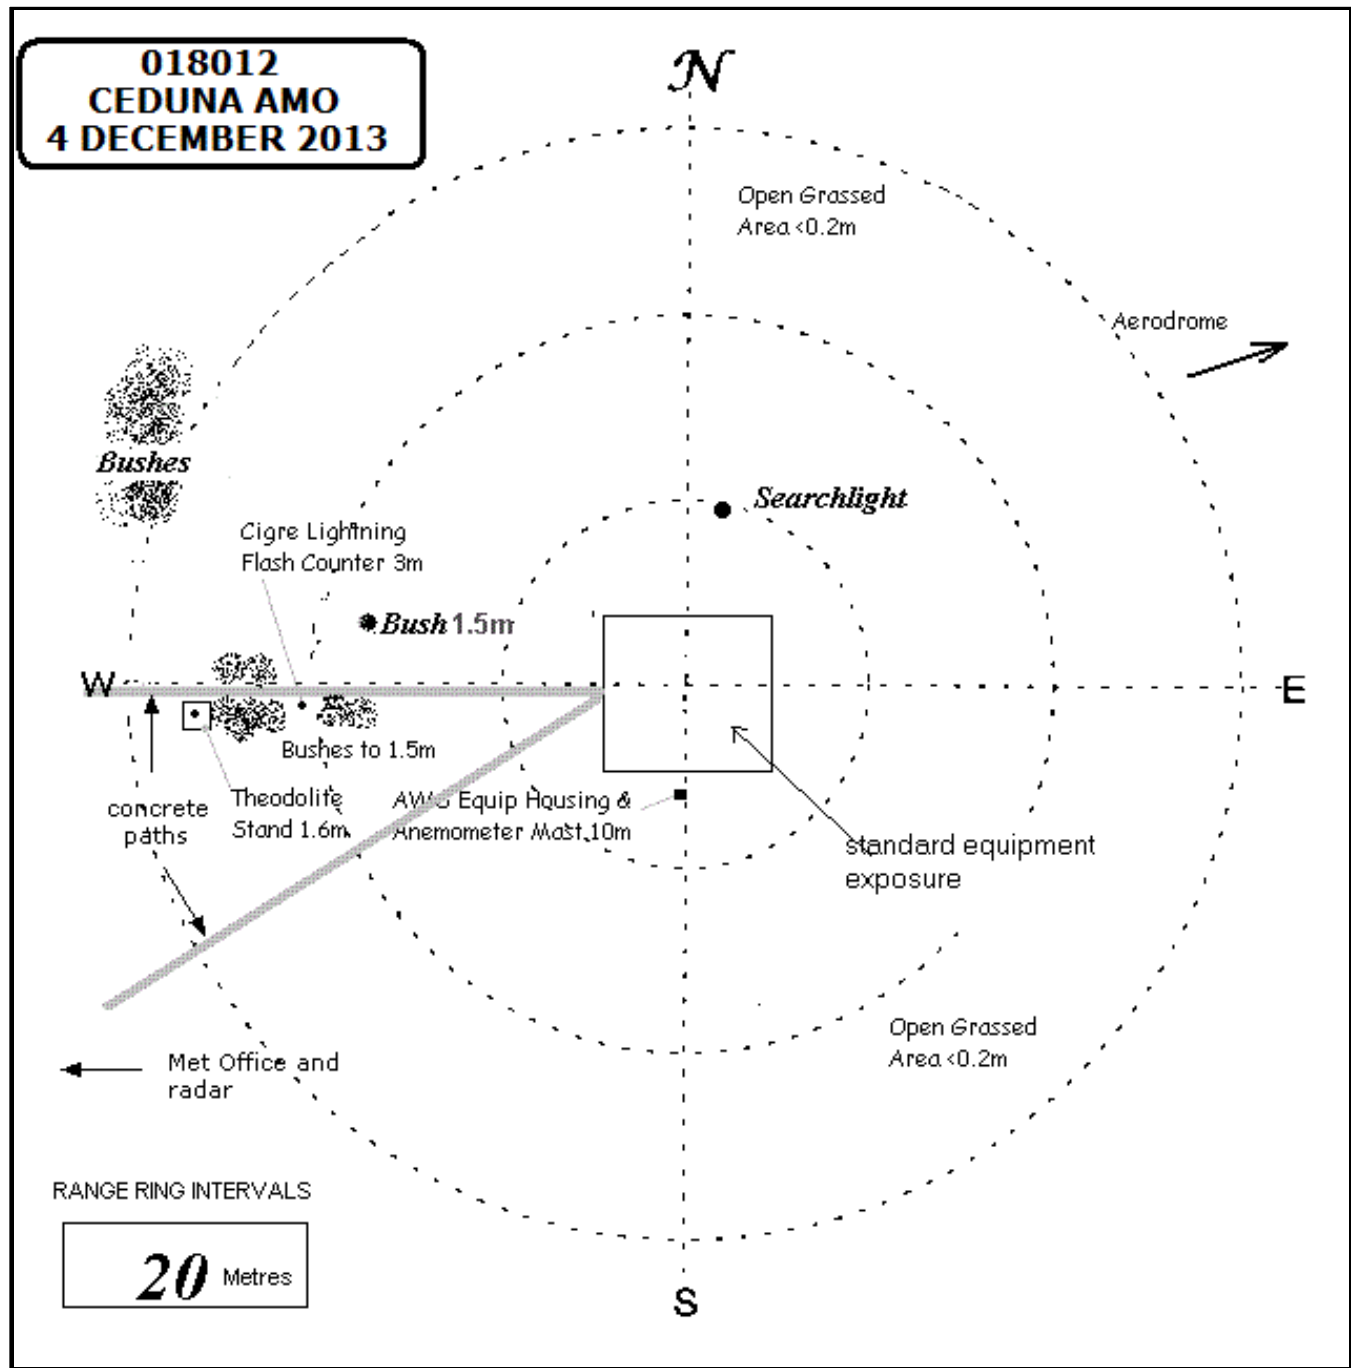 018012
CEDUNA AMO
4 DECEMBER 2013
N
Open Grassed
Area <0.2m
Aerodrome
Bushes
Searchlight
Cigre Lightning
Flash Counter 3m
Bush 1.5m
W
E
Bushes to 1.5m
concrete
paths
Theodolite
Stand 1.6m
AWS Equip Housing &
Anemometer Mast 10m
standard equipment
exposure
Open Grassed
Area <0.2m
Met Office and
radar
RANGE RING INTERVALS
20 Metres
S